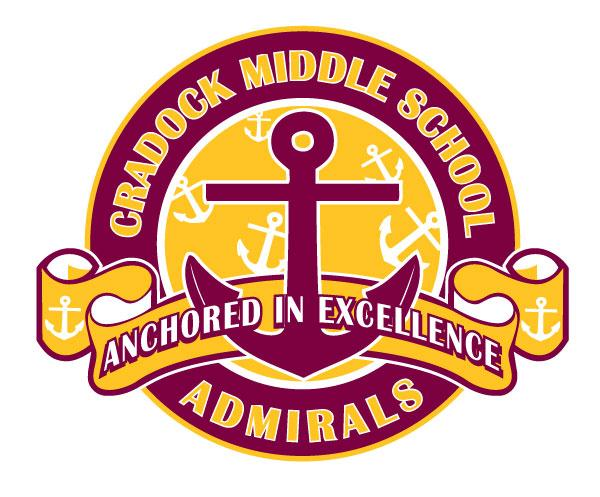 CRADOCK MIDDLE SCHOOL
ANCHORED IN EXCELLENCE
ADMIRALS